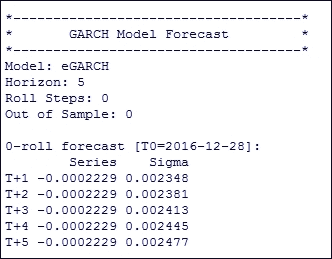 *------------------------------------*
*       GARCH Model Forecast         *
*------------------------------------*
Model: eGARCH
Horizon: 5
Roll Steps: 0
Out of Sample: 0

0-roll forecast [T0=2016-12-28]:
        Series    Sigma
T+1 -0.0002229 0.002348
T+2 -0.0002229 0.002381
T+3 -0.0002229 0.002413
T+4 -0.0002229 0.002445
T+5 -0.0002229 0.002477